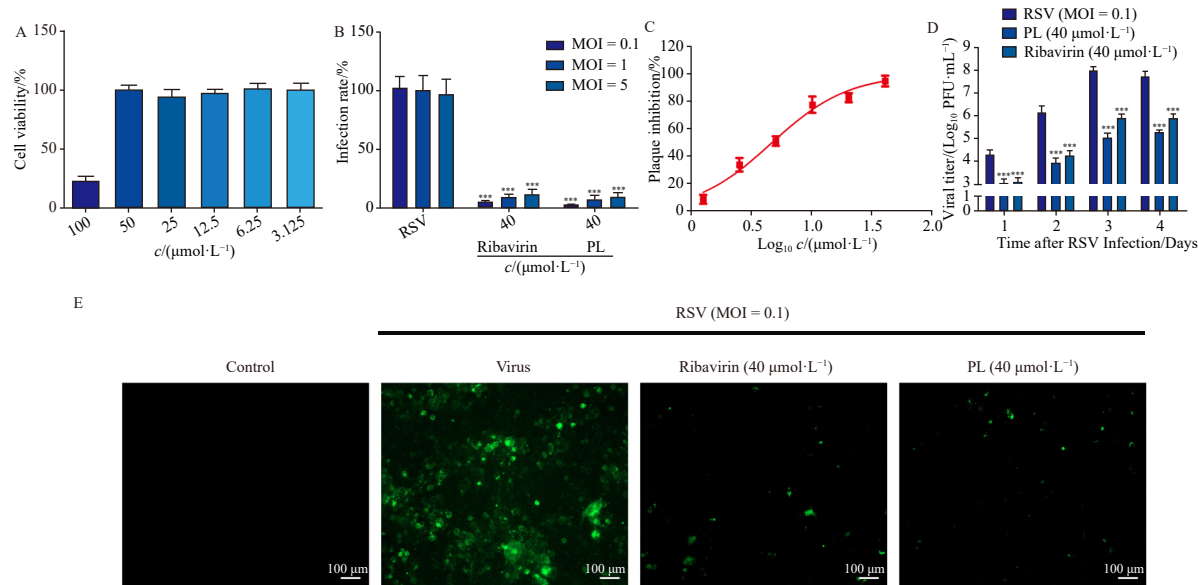 A
Cell viability/%
150
100
50
0
100
50
25
12.5
6.25
3.125
c/(μmol·L⁻¹)
B
Infection rate/%
150
100
50
0
MOI = 0.1
MOI = 1
MOI = 5
*** *** ***
*** *** ***
RSV
40
40
Ribavirin
PL
c/(μmol·L⁻¹)
C
Plaque inhibition/%
120
100
80
60
40
20
0
0
0.5
1.0
1.5
2.0
Log₁₀ c/(μmol·L⁻¹)
D
RSV (MOI = 0.1)
PL (40 μmol·L⁻¹)
Ribavirin (40 μmol·L⁻¹)
Viral titer/(Log₁₀ PFU·mL⁻¹)
9
8
7
6
5
4
3
1
0
*** ***
*** ***
*** ***
*** ***
1
2
3
4
Time after RSV Infection/Days
E
RSV (MOI = 0.1)
Control
Virus
Ribavirin (40 μmol·L⁻¹)
PL (40 μmol·L⁻¹)
100 μm
100 μm
100 μm
100 μm